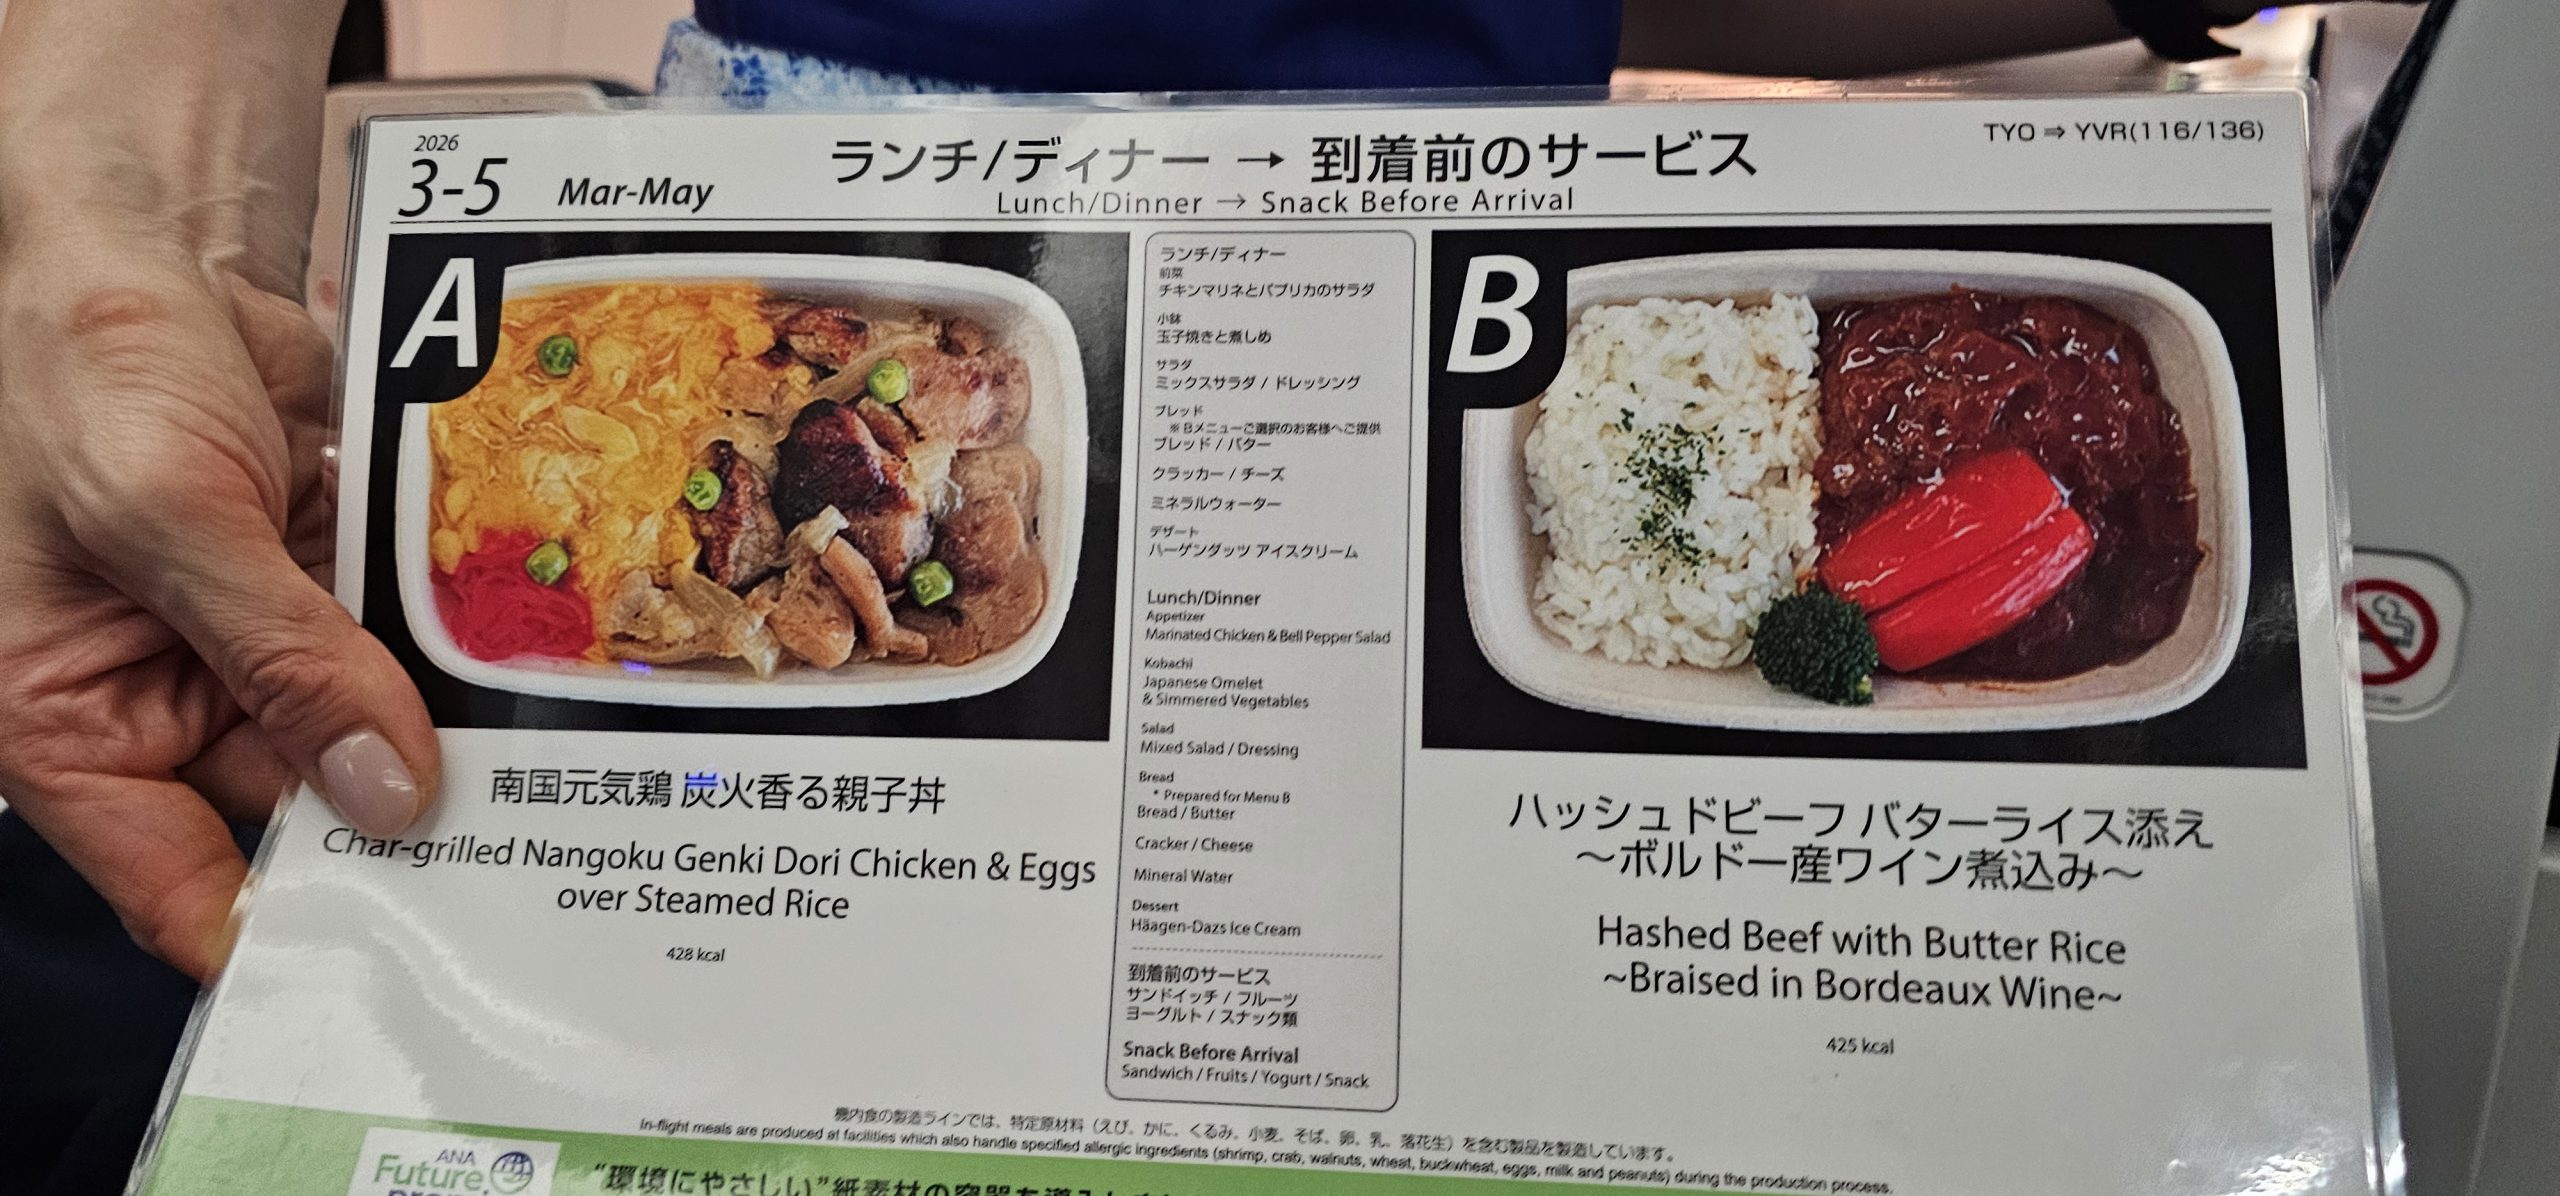 2026
3-5 Mar-May
ランチ/ディナー → 到着前のサービス
Lunch/Dinner → Snack Before Arrival
TYO ⇒ YVR(116/136)
A
南国元気鶏 炭火香る親子丼
Char-grilled Nangoku Genki Dori Chicken & Eggs
over Steamed Rice
428 kcal
ランチ/ディナー
前菜
チキンマリネとパプリカのサラダ
小鉢
玉子焼きと煮しめ
サラダ
ミックスサラダ / ドレッシング
ブレッド
※Bメニューご選択のお客様へご提供
ブレッド / バター
クラッカー / チーズ
ミネラルウォーター
デザート
ハーゲンダッツ アイスクリーム
Lunch/Dinner
Appetizer
Marinated Chicken & Bell Pepper Salad
Kobachi
Japanese Omelet
& Simmered Vegetables
Salad
Mixed Salad / Dressing
Bread
* Prepared for Menu B
Bread / Butter
Cracker / Cheese
Mineral Water
Dessert
Häagen-Dazs Ice Cream
到着前のサービス
サンドイッチ / フルーツ
ヨーグルト / スナック類
Snack Before Arrival
Sandwich / Fruits / Yogurt / Snack
B
ハッシュドビーフ バターライス添え
～ボルドー産ワイン煮込み～
Hashed Beef with Butter Rice
~Braised in Bordeaux Wine~
425 kcal
機内食の製造ラインでは、特定原材料（えび、かに、くるみ、小麦、そば、卵、乳、落花生）を含む製品を製造しています。
In-flight meals are produced at facilities which also handle specified allergic ingredients (shrimp, crab, walnuts, wheat, buckwheat, eggs, milk and peanuts) during the production process.
ANA
Future
"環境にやさしい"紙素材の容器を導入